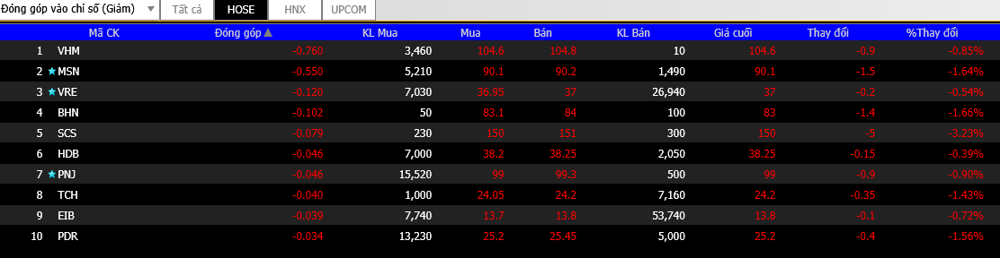 Đóng góp vào chỉ số (Giảm) Tất cả HOSE HNX UPCOM
Mã CK Đóng góp KL Mua Mua Bán KL Bán Giá cuối Thay đổi %Thay đổi
1 VHM -0.760 3,460 104.6 104.8 10 104.6 -0.9 -0.85%
2 MSN -0.550 5,210 90.1 90.2 1,490 90.1 -1.5 -1.64%
3 VRE -0.120 7,030 36.95 37 26,940 37 -0.2 -0.54%
4 BHN -0.102 50 83.1 84 100 83 -1.4 -1.66%
5 SCS -0.079 230 150 151 300 150 -5 -3.23%
6 HDB -0.046 7,000 38.2 38.25 2,050 38.25 -0.15 -0.39%
7 PNJ -0.046 15,520 99 99.3 500 99 -0.9 -0.90%
8 TCH -0.040 1,000 24.05 24.2 7,160 24.2 -0.35 -1.43%
9 EIB -0.039 7,740 13.7 13.8 53,740 13.8 -0.1 -0.72%
10 PDR -0.034 13,230 25.2 25.45 5,000 25.2 -0.4 -1.56%